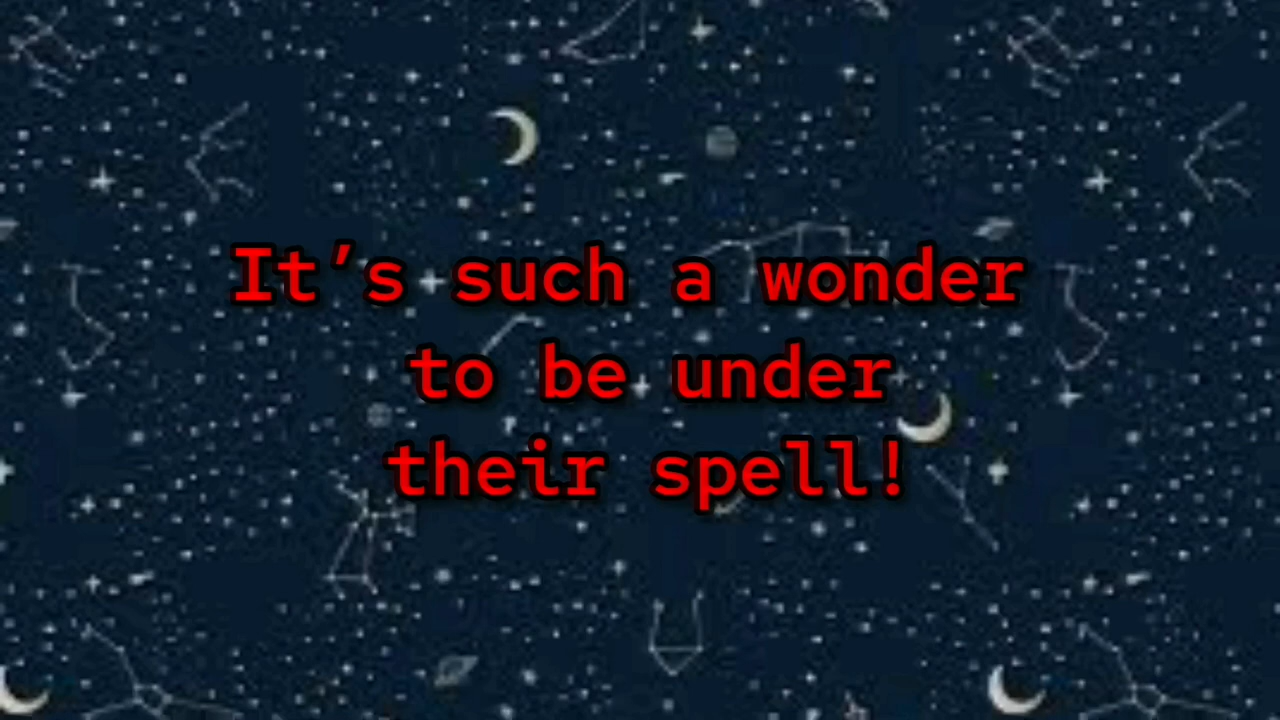 It’s such a wonder
to be under
their spell!